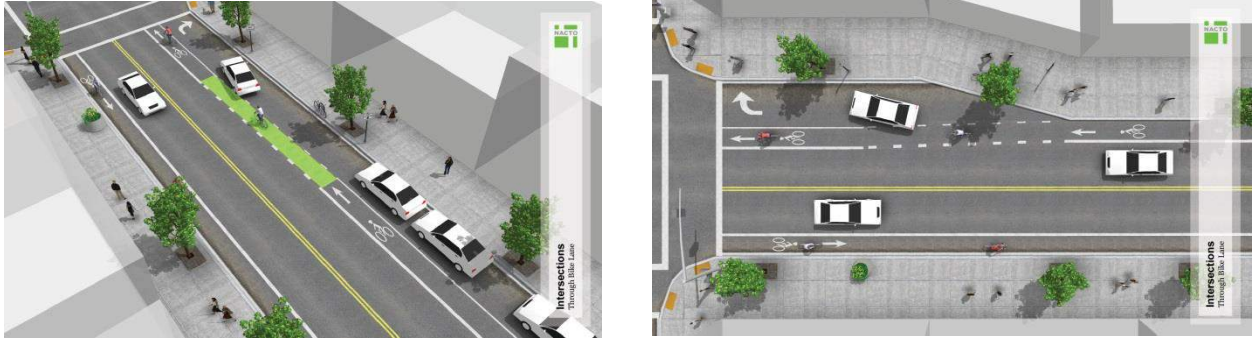 NACTO
Intersections
Through Bike Lane
NACTO
Intersections
Through Bike Lane